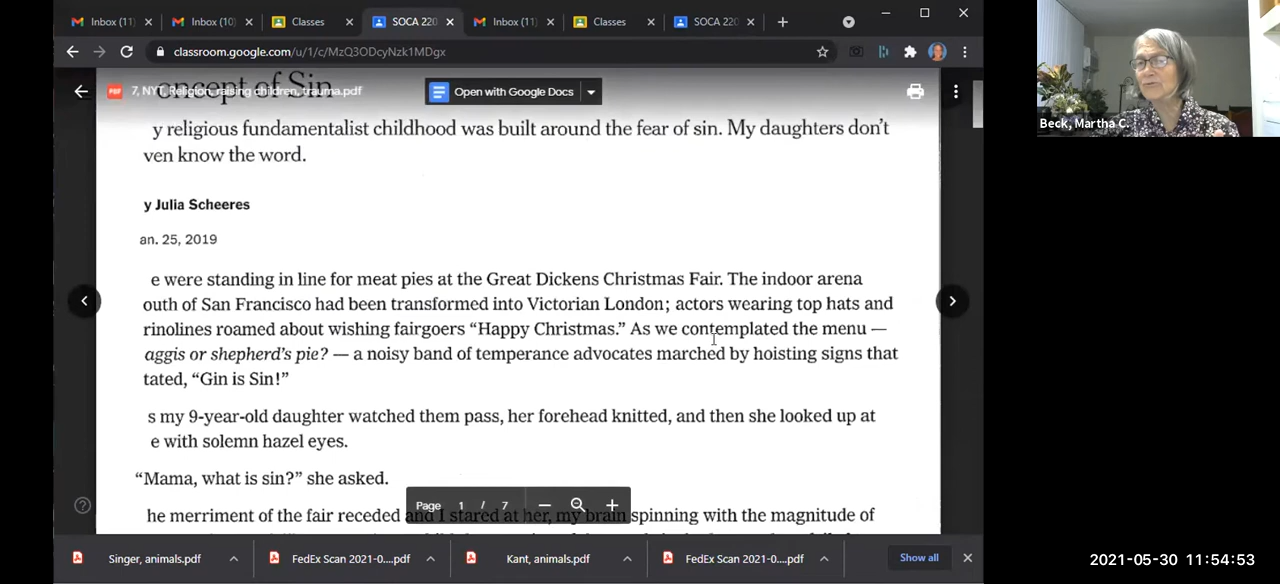 Inbox (11)
Inbox (10)
Classes
SOCA 220
Inbox (11)
Classes
SOCA 220
classroom.google.com/u/1/c/MzQ3ODcyNzk1MDgx
oncept of Sin
PDF 7, NYT, Religion, raising children, trauma.pdf
Open with Google Docs
y religious fundamentalist childhood was built around the fear of sin. My daughters don’t
ven know the word.
y Julia Scheeres
an. 25, 2019
e were standing in line for meat pies at the Great Dickens Christmas Fair. The indoor arena
outh of San Francisco had been transformed into Victorian London; actors wearing top hats and
rinolines roamed about wishing fairgoers “Happy Christmas.” As we contemplated the menu —
aggis or shepherd’s pie? — a noisy band of temperance advocates marched by hoisting signs that
tated, “Gin is Sin!”
s my 9-year-old daughter watched them pass, her forehead knitted, and then she looked up at
e with solemn hazel eyes.
“Mama, what is sin?” she asked.
he merriment of the fair receded and I stared at her, my brain spinning with the magnitude of
Page 1 / 7
Singer, animals.pdf
FedEx Scan 2021-0....pdf
Kant, animals.pdf
FedEx Scan 2021-0....pdf
Show all
Beck, Martha C.
2021-05-30 11:54:53